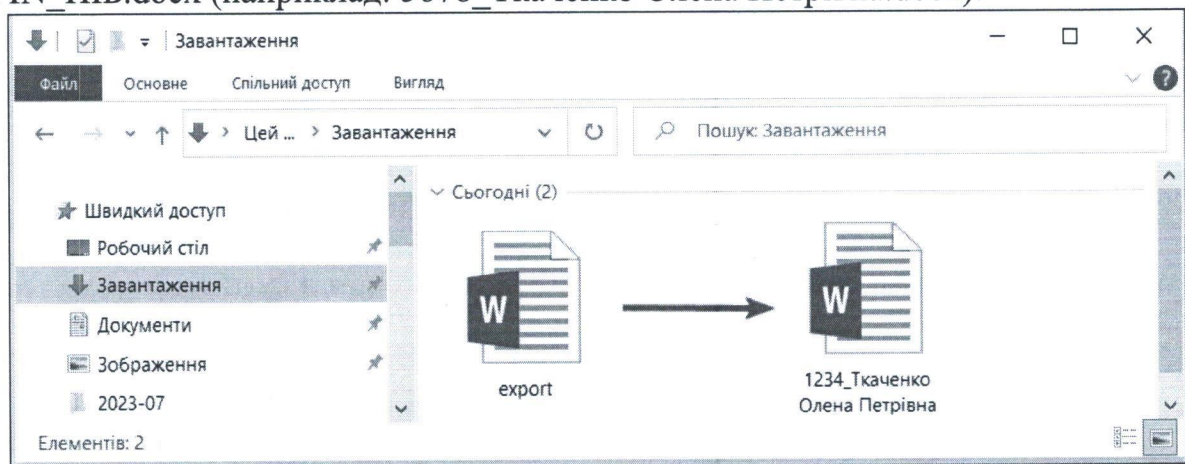 Завантаження
Файл Основне Спільний доступ Вигляд
Цей ... > Завантаження
Пошук: Завантаження
Швидкий доступ
Робочий стіл
Завантаження
Документи
Зображення
2023-07
Елементів: 2
Сьогодні (2)
W
export
W
1234_Ткаченко
Олена Петрівна